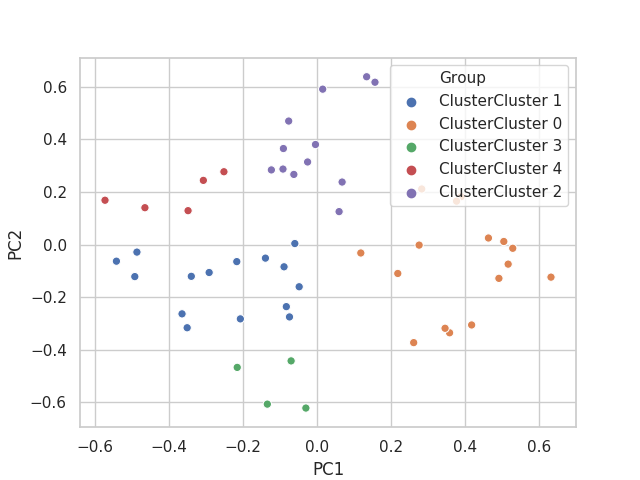 Group
ClusterCluster 1
ClusterCluster 0
ClusterCluster 3
ClusterCluster 4
ClusterCluster 2
0.6
0.4
0.2
0.0
−0.2
−0.4
−0.6
PC2
−0.6 −0.4 −0.2 0.0 0.2 0.4 0.6
PC1